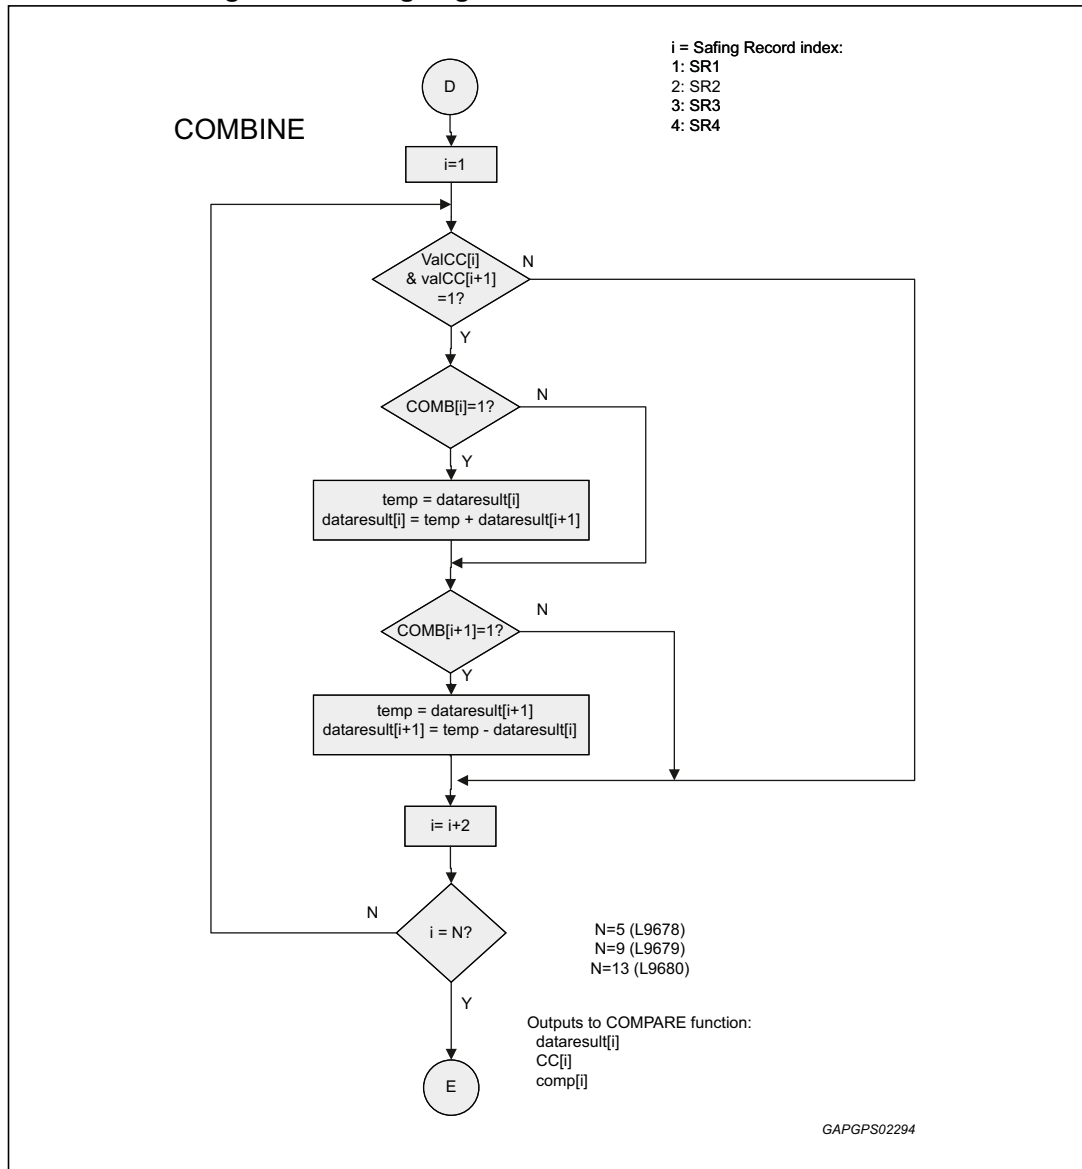 i = Safing Record index:
1: SR1
2: SR2
3: SR3
4: SR4
D
COMBINE
i=1
ValCC[i]
& valCC[i+1]
=1?
N
Y
COMB[i]=1?
N
Y
temp = dataresult[i]
dataresult[i] = temp + dataresult[i+1]
COMB[i+1]=1?
N
Y
temp = dataresult[i+1]
dataresult[i+1] = temp - dataresult[i]
i= i+2
i = N?
N
Y
N=5 (L9678)
N=9 (L9679)
N=13 (L9680)
Outputs to COMPARE function:
dataresult[i]
CC[i]
comp[i]
E
GAPGPS02294